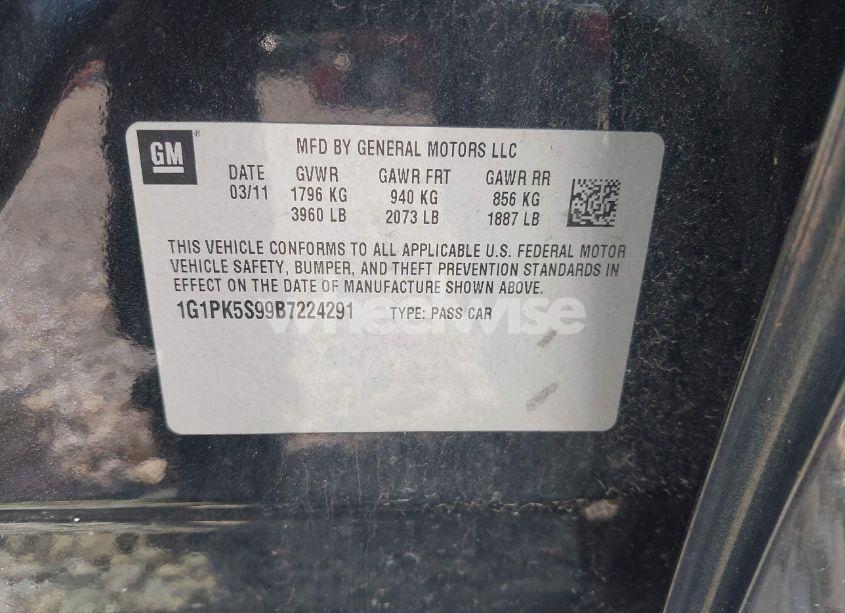 GM
MFD BY GENERAL MOTORS LLC
DATE GVWR GAWR FRT GAWR RR
03/11 1796 KG 940 KG 856 KG
3960 LB 2073 LB 1887 LB
THIS VEHICLE CONFORMS TO ALL APPLICABLE U.S. FEDERAL MOTOR
VEHICLE SAFETY, BUMPER, AND THEFT PREVENTION STANDARDS IN
EFFECT ON THE DATE OF MANUFACTURE SHOWN ABOVE.
1G1PK5S99B7224291 TYPE: PASS CAR
wheelwise